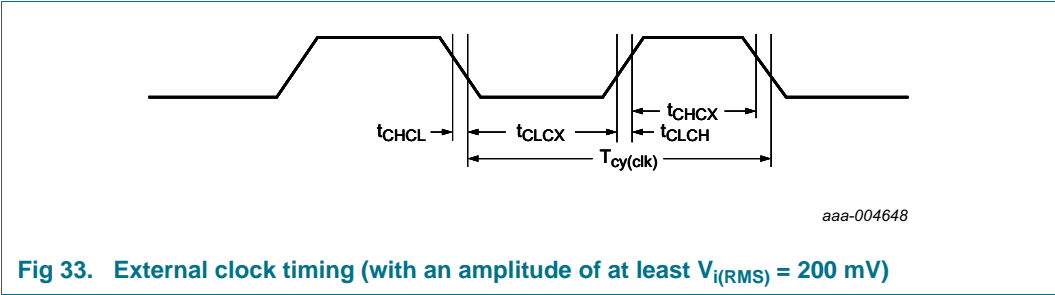 tCHCX
tCHCL tCLCX tCLCH
Tcy(clk)
aaa-004648
Fig 33. External clock timing (with an amplitude of at least Vi(RMS) = 200 mV)